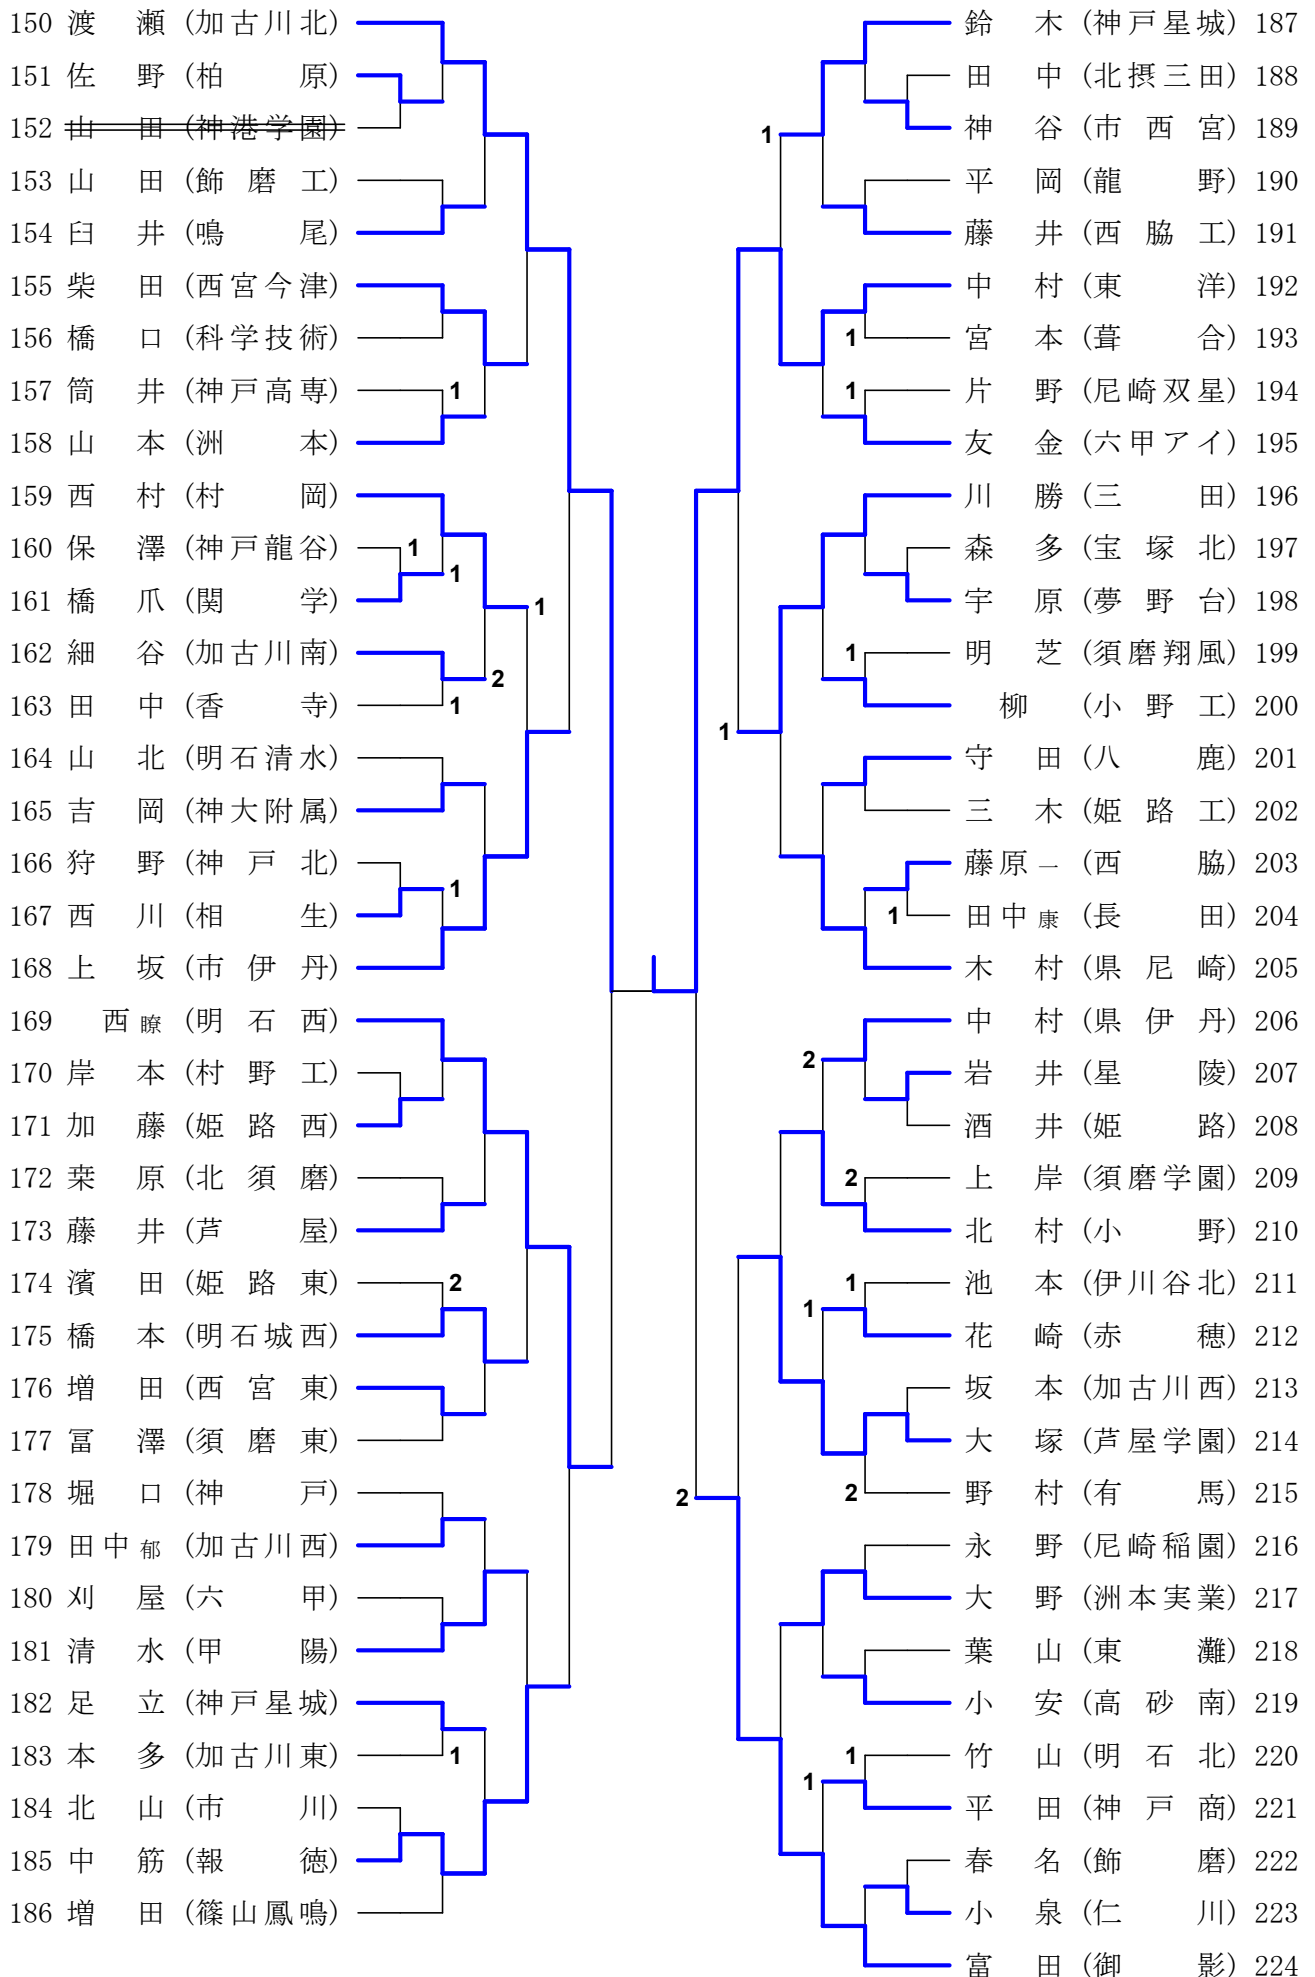 150 渡 瀬 (加古川北)
151 佐 野 (柏 原)
152 山 田 (神港学園)
153 山 田 (飾 磨 工)
154 臼 井 (鳴 尾)
155 柴 田 (西宮今津)
156 橋 口 (科学技術)
157 筒 井 (神戸高専) 1
158 山 本 (洲 本)
159 西 村 (村 岡)
160 保 澤 (神戸龍谷) 1
1
161 橋 爪 (関 学)
1
162 細 谷 (加古川南)
2
163 田 中 (香 寺) 1
164 山 北 (明石清水)
165 吉 岡 (神大附属)
166 狩 野 (神 戸 北)
1
167 西 川 (相 生)
168 上 坂 (市 伊 丹)
169 西 瞭 (明 石 西)
170 岸 本 (村 野 工)
171 加 藤 (姫 路 西)
172 桒 原 (北 須 磨)
173 藤 井 (芦 屋)
174 濱 田 (姫 路 東) 2
175 橋 本 (明石城西)
176 増 田 (西 宮 東)
177 冨 澤 (須 磨 東)
178 堀 口 (神 戸)
179 田中 郁 (加古川西)
180 刈 屋 (六 甲)
181 清 水 (甲 陽)
182 足 立 (神戸星城)
183 本 多 (加古川東) 1
184 北 山 (市 川)
185 中 筋 (報 徳)
186 増 田 (篠山鳳鳴)
鈴 木 (神戸星城) 187
田 中 (北摂三田) 188
1 神 谷 (市 西 宮) 189
平 岡 (龍 野) 190
藤 井 (西 脇 工) 191
中 村 (東 洋) 192
1 宮 本 (葺 合) 193
1 片 野 (尼崎双星) 194
友 金 (六甲アイ) 195
川 勝 (三 田) 196
森 多 (宝 塚 北) 197
宇 原 (夢 野 台) 198
1 明 芝 (須磨翔風) 199
柳 (小 野 工) 200
1
守 田 (八 鹿) 201
三 木 (姫 路 工) 202
藤原 一 (西 脇) 203
1 田中 康 (長 田) 204
木 村 (県 尼 崎) 205
中 村 (県 伊 丹) 206
2
岩 井 (星 陵) 207
酒 井 (姫 路) 208
2 上 岸 (須磨学園) 209
北 村 (小 野) 210
1 池 本 (伊川谷北) 211
1
花 崎 (赤 穂) 212
坂 本 (加古川西) 213
大 塚 (芦屋学園) 214
2 2 野 村 (有 馬) 215
永 野 (尼崎稲園) 216
大 野 (洲本実業) 217
葉 山 (東 灘) 218
小 安 (高 砂 南) 219
1 竹 山 (明 石 北) 220
1
平 田 (神 戸 商) 221
春 名 (飾 磨) 222
小 泉 (仁 川) 223
富 田 (御 影) 224